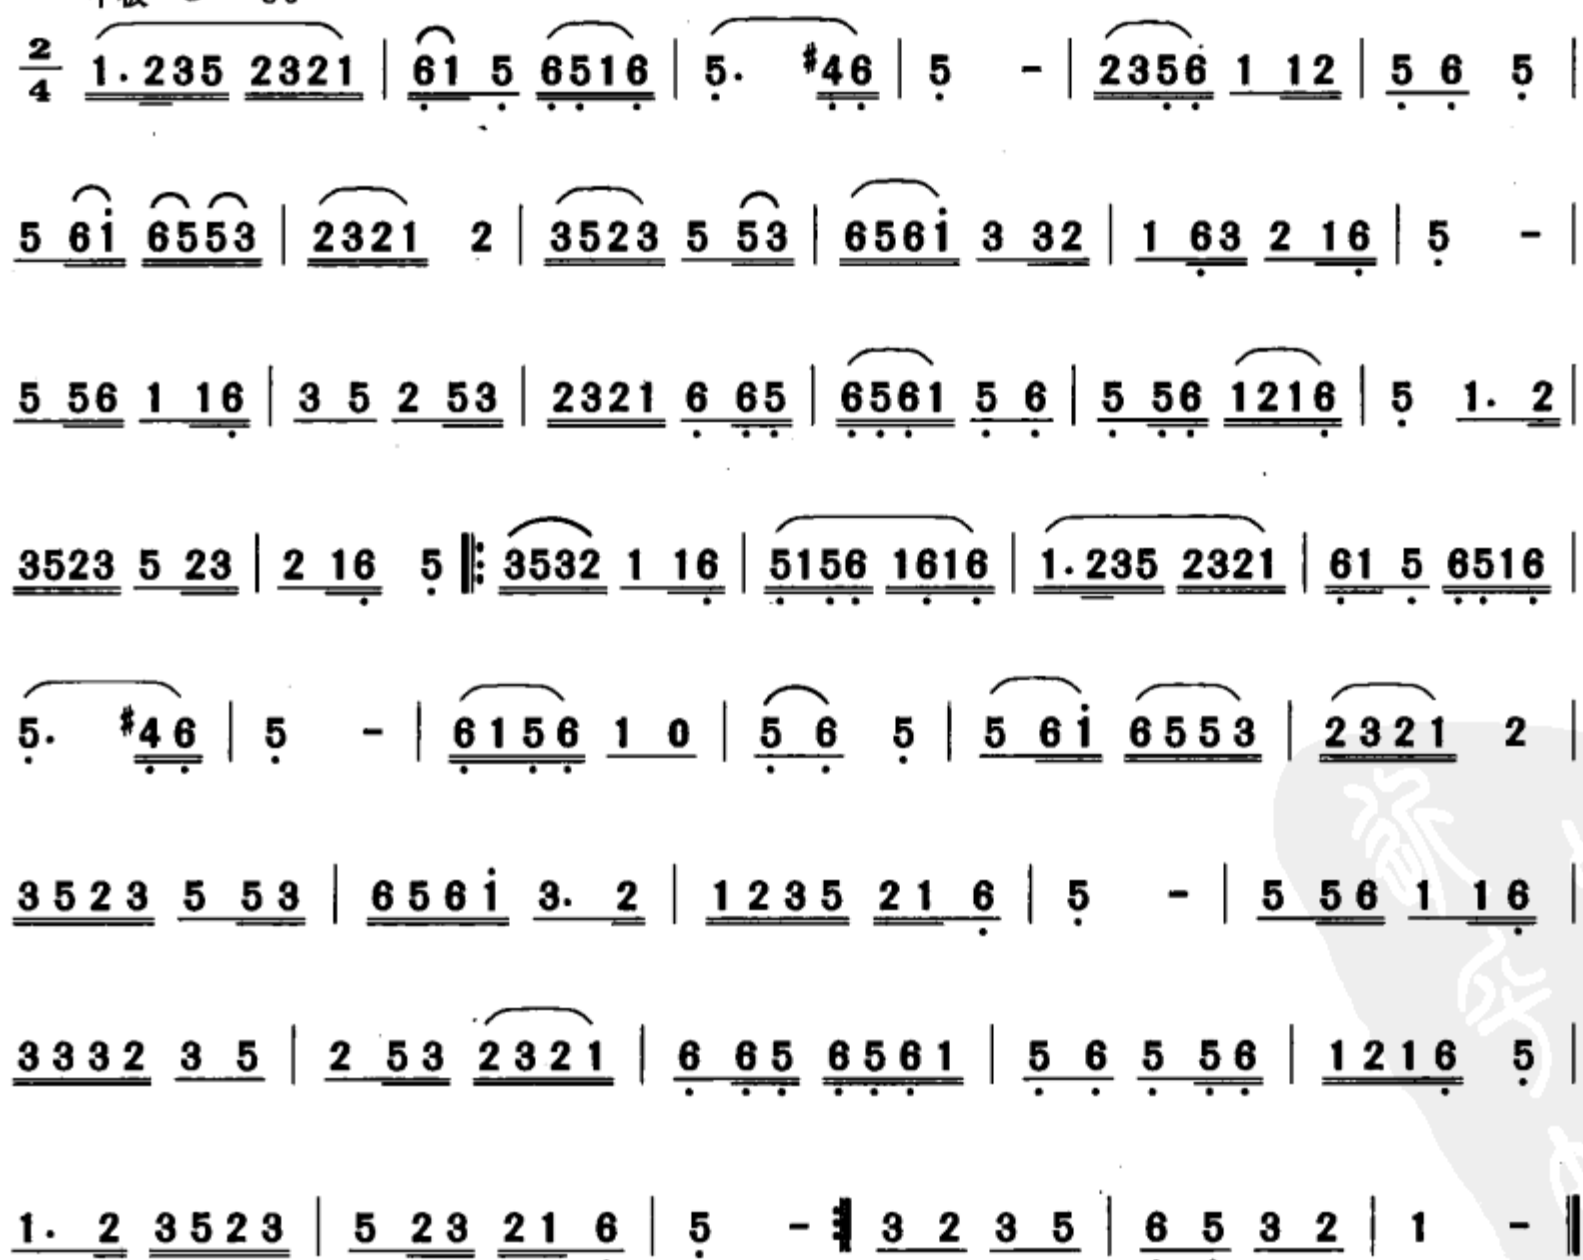 2/4 1. 235 2321 | 61 5 6516 | 5. #46 | 5 - | 2356 1 12 | 5 6 5 |
5 6i 6553 | 2321 2 | 3523 5 53 | 656i 3 32 | 1 63 2 16 | 5 - |
5 56 1 16 | 3 5 2 53 | 2321 6 65 | 6561 5 6 | 5 56 1216 | 5 1. 2 |
3523 5 23 | 2 16 5 ‖: 3532 1 16 | 5156 1616 | 1. 235 2321 | 61 5 6516 |
5. #46 | 5 - | 6156 1 0 | 5 6 5 | 5 6i 6553 | 2321 2 |
3523 5 53 | 656i 3. 2 | 1235 21 6 | 5 - | 5 56 1 16 |
3332 3 5 | 2 53 2321 | 6 65 6561 | 5 6 5 56 | 1216 5 |
1. 2 3523 | 5 23 21 6 | 5 - :‖ 3 2 3 5 | 6 5 3 2 | 1 - ‖